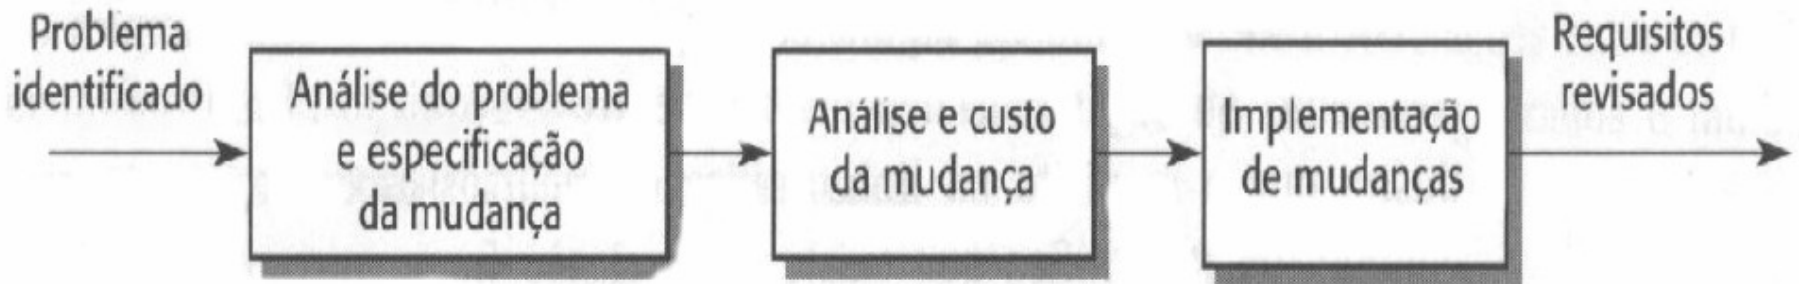 Problema
identificado
Análise do problema
e especificação
da mudança
Análise e custo
da mudança
Implementação
de mudanças
Requisitos
revisados